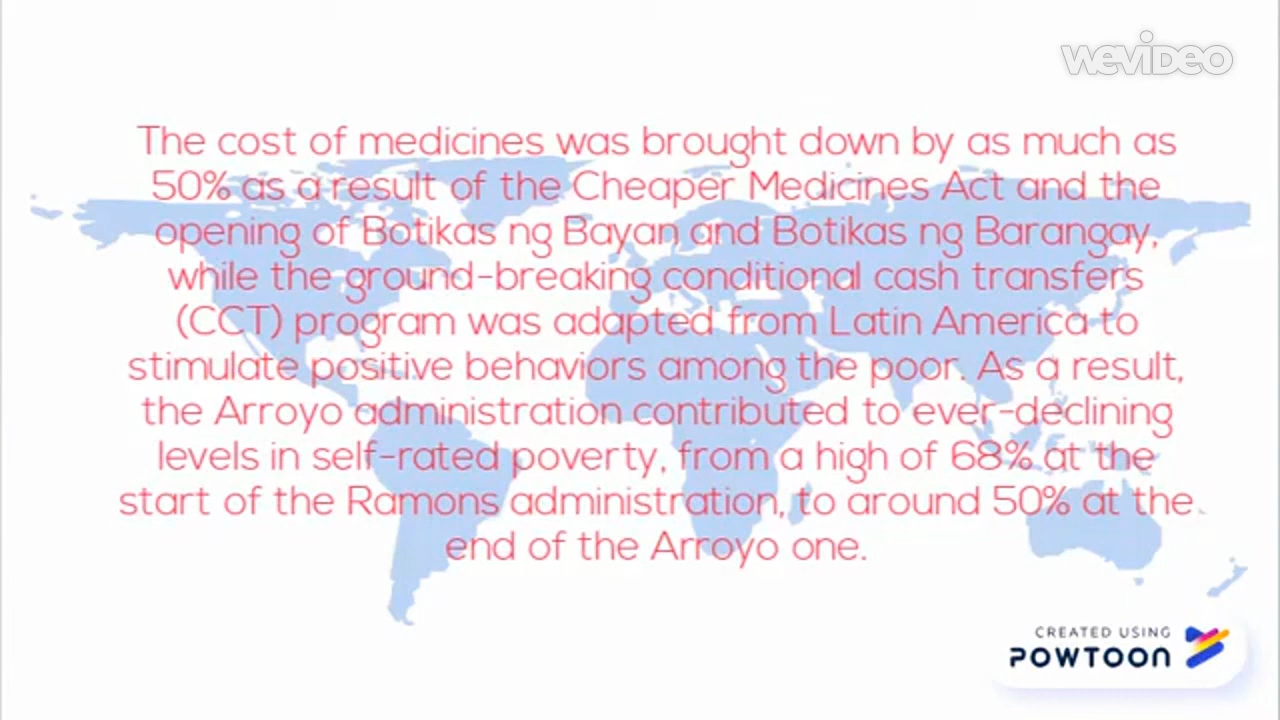 wevideo
The cost of medicines was brought down by as much as
50% as a result of the Cheaper Medicines Act and the
opening of Botikas ng Bayan and Botikas ng Barangay,
while the ground-breaking conditional cash transfers
(CCT) program was adapted from Latin America to
stimulate positive behaviors among the poor. As a result,
the Arroyo administration contributed to ever-declining
levels in self-rated poverty, from a high of 68% at the
start of the Ramons administration, to around 50% at the
end of the Arroyo one.
CREATED USING
POWTOON